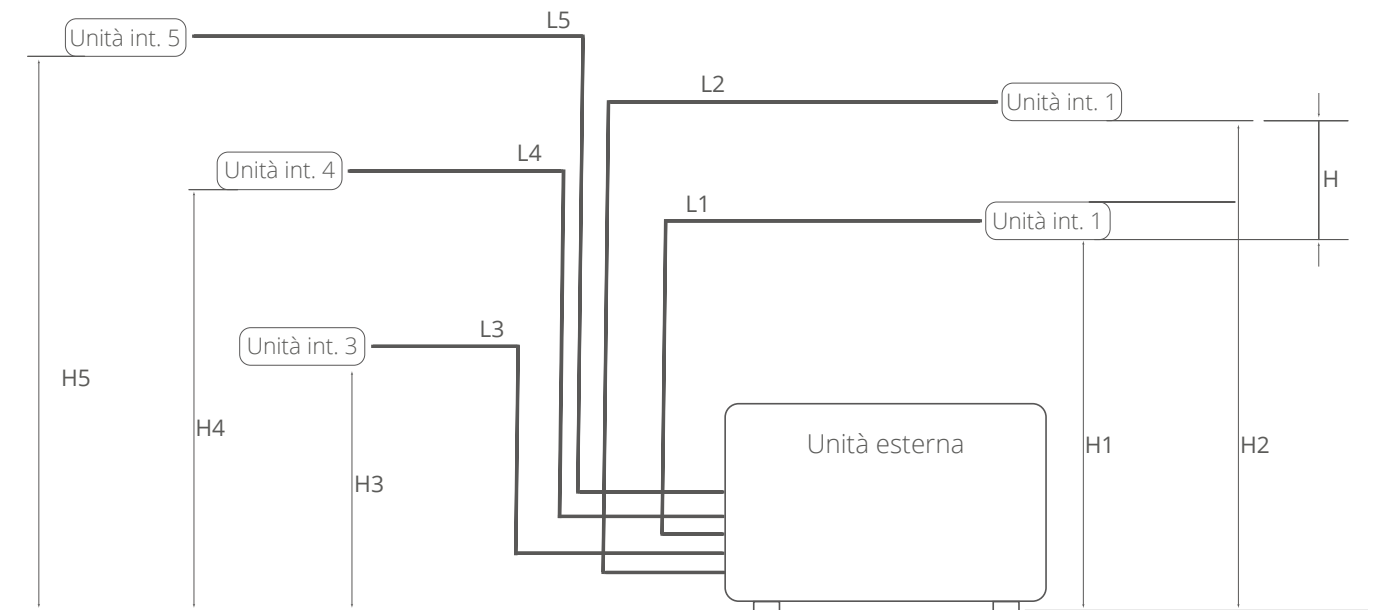 L5
Unità int. 5
L2
Unità int. 1
L4
Unità int. 4
H
L1
Unità int. 1
L3
Unità int. 3
H5
H4
Unità esterna
H1
H2
H3